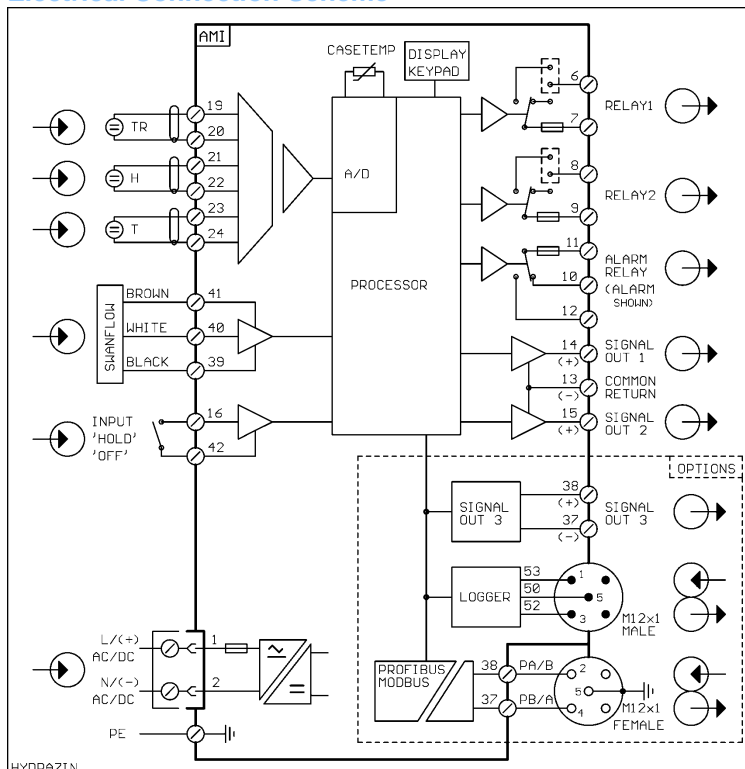 AMI
CASETEMP
DISPLAY
KEYPAD
19
TR
20
21
H
22
23
T
24
A/D
PROCESSOR
6
RELAY1
7
8
RELAY2
9
11
ALARM
RELAY
10
(ALARM
SHOWN)
12
SWANFLOW
BROWN
41
WHITE
40
BLACK
39
14
(+)
SIGNAL
OUT 1
13
(-)
COMMON
RETURN
15
(+)
SIGNAL
OUT 2
INPUT
'HOLD'
'OFF'
16
42
OPTIONS
SIGNAL
OUT 3
38
(+)
37
(-)
SIGNAL
OUT 3
LOGGER
53
50
52
1
5
3
M12x1
MALE
L/(+)
AC/DC
1
N/(-)
AC/DC
2
PE
PROFIBUS
MODBUS
38
PA/B
37
PB/A
2
5
4
M12x1
FEMALE
HYDRAZIN